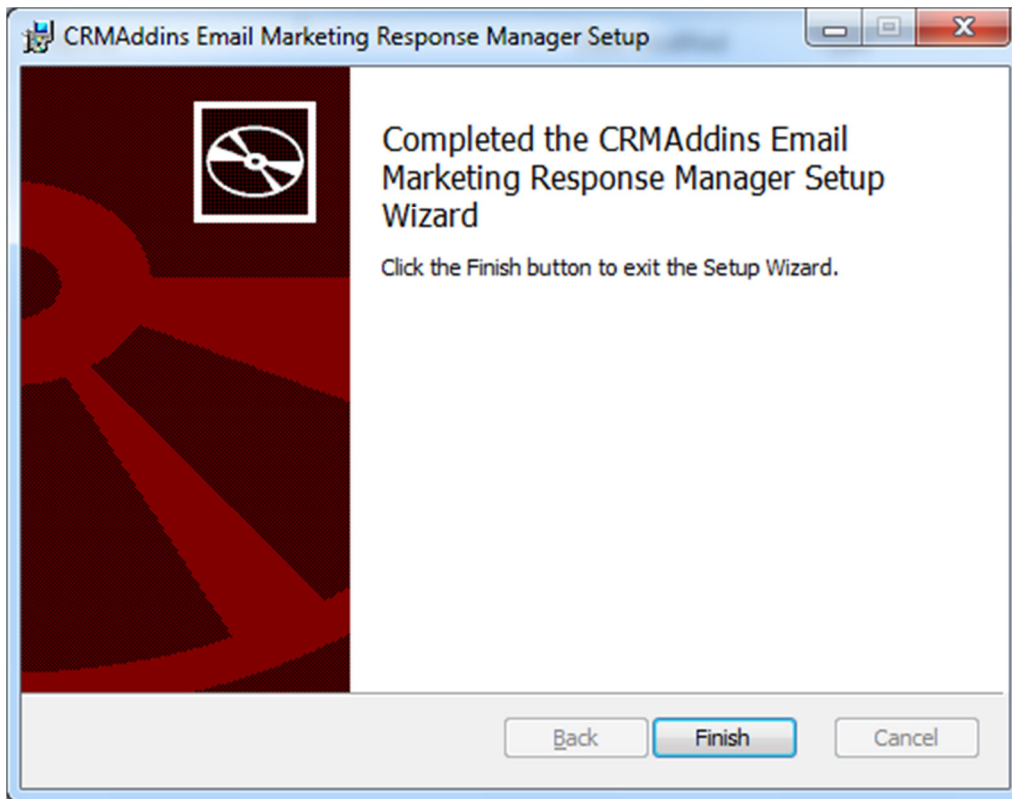 CRMAddins Email Marketing Response Manager Setup
Completed the CRMAddins Email
Marketing Response Manager Setup
Wizard
Click the Finish button to exit the Setup Wizard.
Back
Finish
Cancel